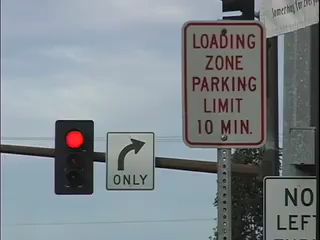 LOADING
ZONE
PARKING
LIMIT
10 MIN.
ONLY
NO
LEFT